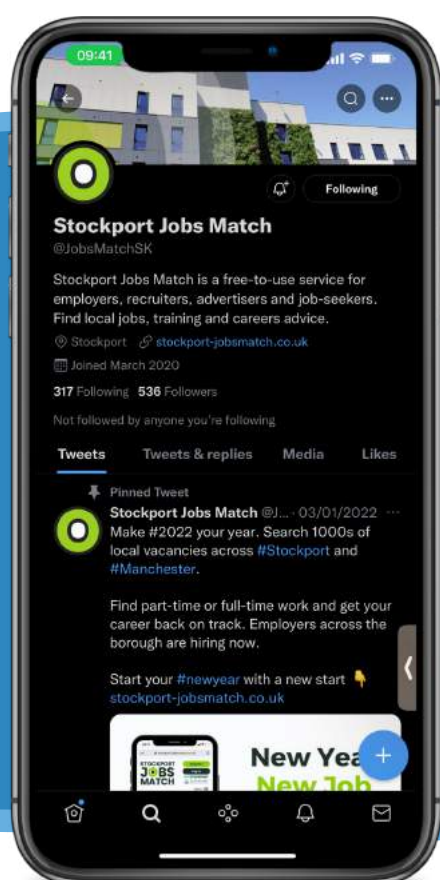 09:41
Following
Stockport Jobs Match
@JobsMatchSK
Stockport Jobs Match is a free-to-use service for
employers, recruiters, advertisers and job-seekers.
Find local jobs, training and careers advice.
Stockport stockport-jobsmatch.co.uk
Joined March 2020
317 Following 536 Followers
Not followed by anyone you're following
Tweets Tweets & replies Media Likes
Pinned Tweet
Stockport Jobs Match @J... · 03/01/2022 ...
Make #2022 your year. Search 1000s of
local vacancies across #Stockport and
#Manchester.
Find part-time or full-time work and get your
career back on track. Employers across the
borough are hiring now.
Start your #newyear with a new start 👇
stockport-jobsmatch.co.uk
STOCKPORT
JOBS
MATCH
New Yea
New Job